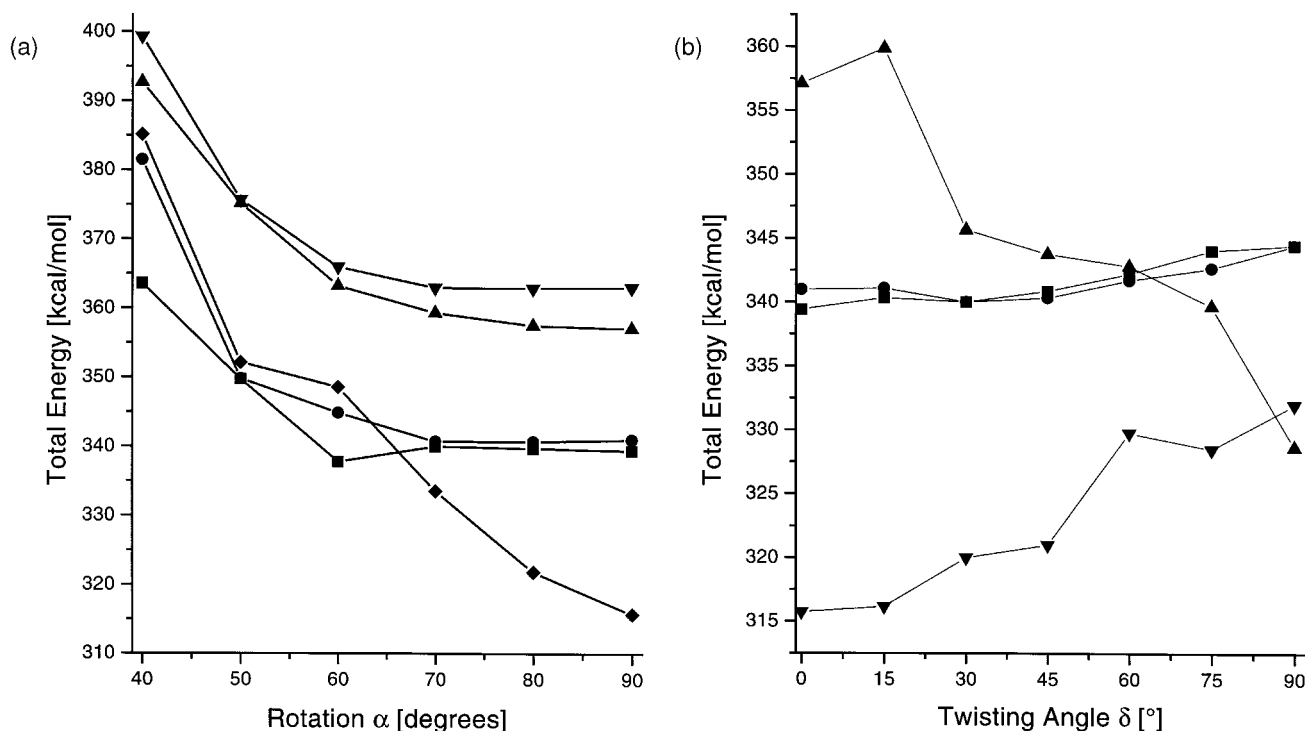 (a)
Total Energy [kcal/mol]
400
390
380
370
360
350
340
330
320
310
40 50 60 70 80 90
Rotation α [degrees]
(b)
Total Energy [kcal/mol]
360
355
350
345
340
335
330
325
320
315
0 15 30 45 60 75 90
Twisting Angle δ [°]